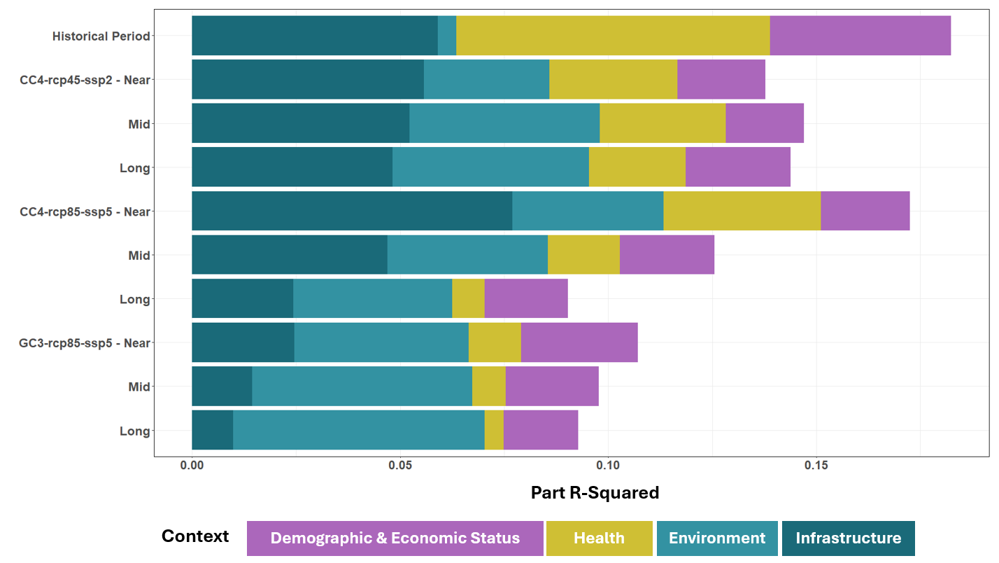 Historical Period
CC4-rcp45-ssp2 - Near
Mid
Long
CC4-rcp85-ssp5 - Near
Mid
Long
GC3-rcp85-ssp5 - Near
Mid
Long
0.00 0.05 0.10 0.15
Part R-Squared
Context Demographic & Economic Status Health Environment Infrastructure